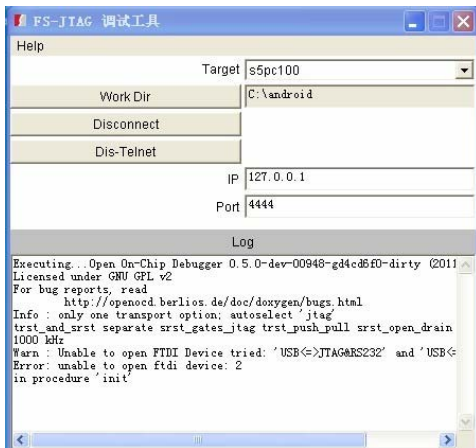 FS-JTAG 调试工具
Help
Target s5pc100
Work Dir C:\android
Disconnect
Dis-Telnet
IP 127.0.0.1
Port 4444
Log
Executing...Open On-Chip Debugger 0.5.0-dev-00948-gd4cd6f0-dirty (2011
Licensed under GNU GPL v2
For bug reports, read
http://openocd.berlios.de/doc/doxygen/bugs.html
Info : only one transport option; autoselect 'jtag'
trst_and_srst separate srst_gates_jtag trst_push_pull srst_open_drain
1000 kHz
Warn : Unable to open FTDI Device tried: 'USB<=>JTAG&RS232' and 'USB<=
Error: unable to open ftdi device: 2
in procedure 'init'